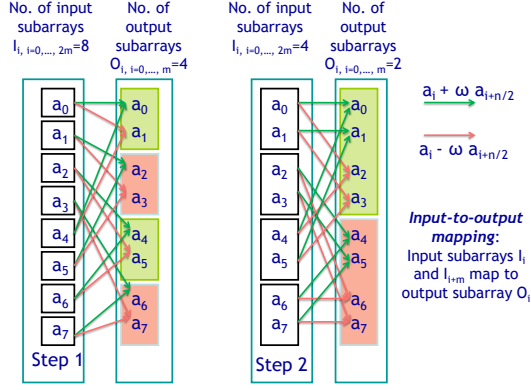 No. of input
subarrays
I i, i=0,..., 2m=8
No. of
output
subarrays
O i, i=0,..., m=4
No. of input
subarrays
I i, i=0,..., 2m=4
No. of
output
subarrays
O i, i=0,..., m=2
a0
a1
a2
a3
a4
a5
a6
a7
Step 1
a0
a1
a2
a3
a4
a5
a6
a7
a0
a1
a2
a3
a4
a5
a6
a7
Step 2
a0
a1
a2
a3
a4
a5
a6
a7
ai + ω ai+n/2
ai - ω ai+n/2
Input-to-output
mapping:
Input subarrays Ii
and Ii+m map to
output subarray Oi